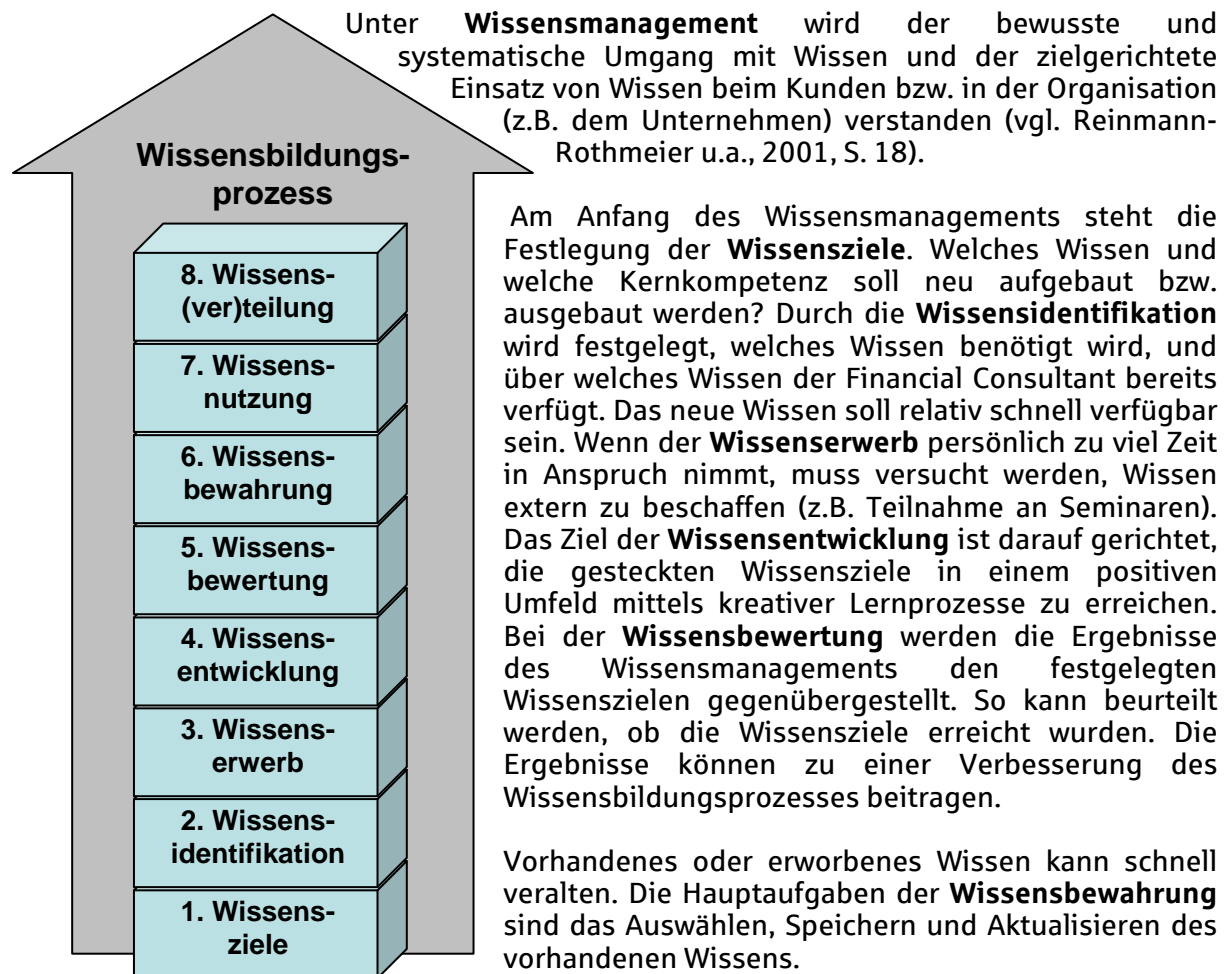 Unter Wissensmanagement wird der bewusste und
systematische Umgang mit Wissen und der zielgerichtete
Einsatz von Wissen beim Kunden bzw. in der Organisation
(z.B. dem Unternehmen) verstanden (vgl. Reinmann-
Rothmeier u.a., 2001, S. 18).
Wissensbildungs-
prozess
8. Wissens-
(ver)teilung
7. Wissens-
nutzung
6. Wissens-
bewahrung
5. Wissens-
bewertung
4. Wissens-
entwicklung
3. Wissens-
erwerb
2. Wissens-
identifikation
1. Wissens-
ziele
Am Anfang des Wissensmanagements steht die
Festlegung der Wissensziele. Welches Wissen und
welche Kernkompetenz soll neu aufgebaut bzw.
ausgebaut werden? Durch die Wissensidentifikation
wird festgelegt, welches Wissen benötigt wird, und
über welches Wissen der Financial Consultant bereits
verfügt. Das neue Wissen soll relativ schnell verfügbar
sein. Wenn der Wissenserwerb persönlich zu viel Zeit
in Anspruch nimmt, muss versucht werden, Wissen
extern zu beschaffen (z.B. Teilnahme an Seminaren).
Das Ziel der Wissensentwicklung ist darauf gerichtet,
die gesteckten Wissensziele in einem positiven
Umfeld mittels kreativer Lernprozesse zu erreichen.
Bei der Wissensbewertung werden die Ergebnisse
des Wissensmanagements den festgelegten
Wissenszielen gegenübergestellt. So kann beurteilt
werden, ob die Wissensziele erreicht wurden. Die
Ergebnisse können zu einer Verbesserung des
Wissensbildungsprozesses beitragen.
Vorhandenes oder erworbenes Wissen kann schnell
veralten. Die Hauptaufgaben der Wissensbewahrung
sind das Auswählen, Speichern und Aktualisieren des
vorhandenen Wissens.